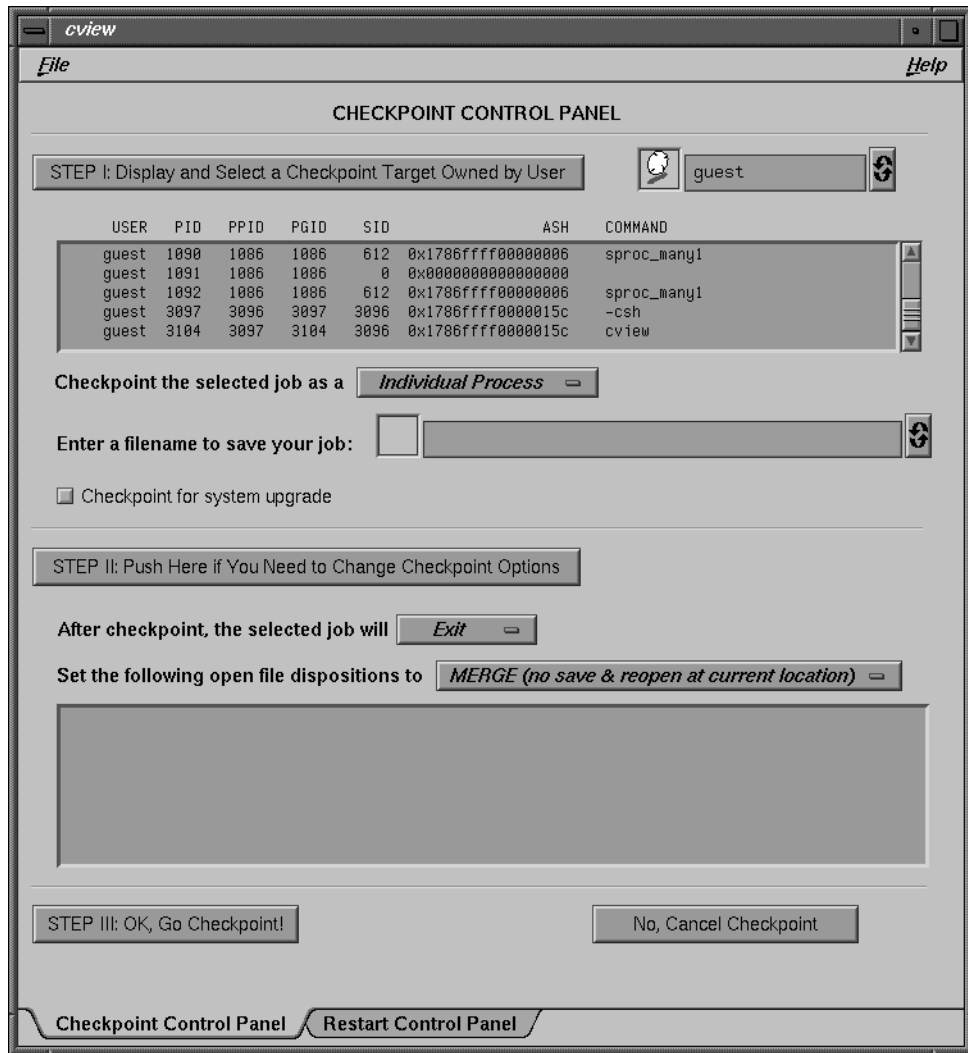 cview
File Help
CHECKPOINT CONTROL PANEL
STEP I: Display and Select a Checkpoint Target Owned by User guest
USER PID PPID PGID SID ASH COMMAND
guest 1090 1086 1086 612 0x1786ffff00000006 sproc_many1
guest 1091 1086 1086 0 0x0000000000000000
guest 1092 1086 1086 612 0x1786ffff00000006 sproc_many1
guest 3097 3096 3097 3096 0x1786ffff0000015c -csh
guest 3104 3097 3104 3096 0x1786ffff0000015c cview
Checkpoint the selected job as a Individual Process
Enter a filename to save your job:
Checkpoint for system upgrade
STEP II: Push Here if You Need to Change Checkpoint Options
After checkpoint, the selected job will Exit
Set the following open file dispositions to MERGE (no save & reopen at current location)
STEP III: OK, Go Checkpoint! No, Cancel Checkpoint
Checkpoint Control Panel Restart Control Panel